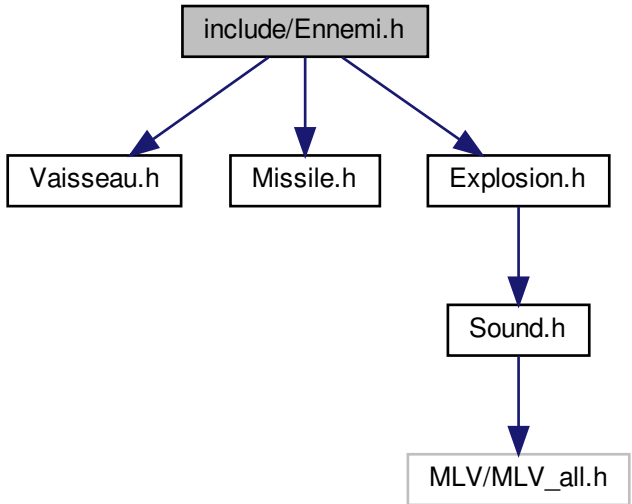 include/Ennemi.h
Vaisseau.h
Missile.h
Explosion.h
Sound.h
MLV/MLV_all.h